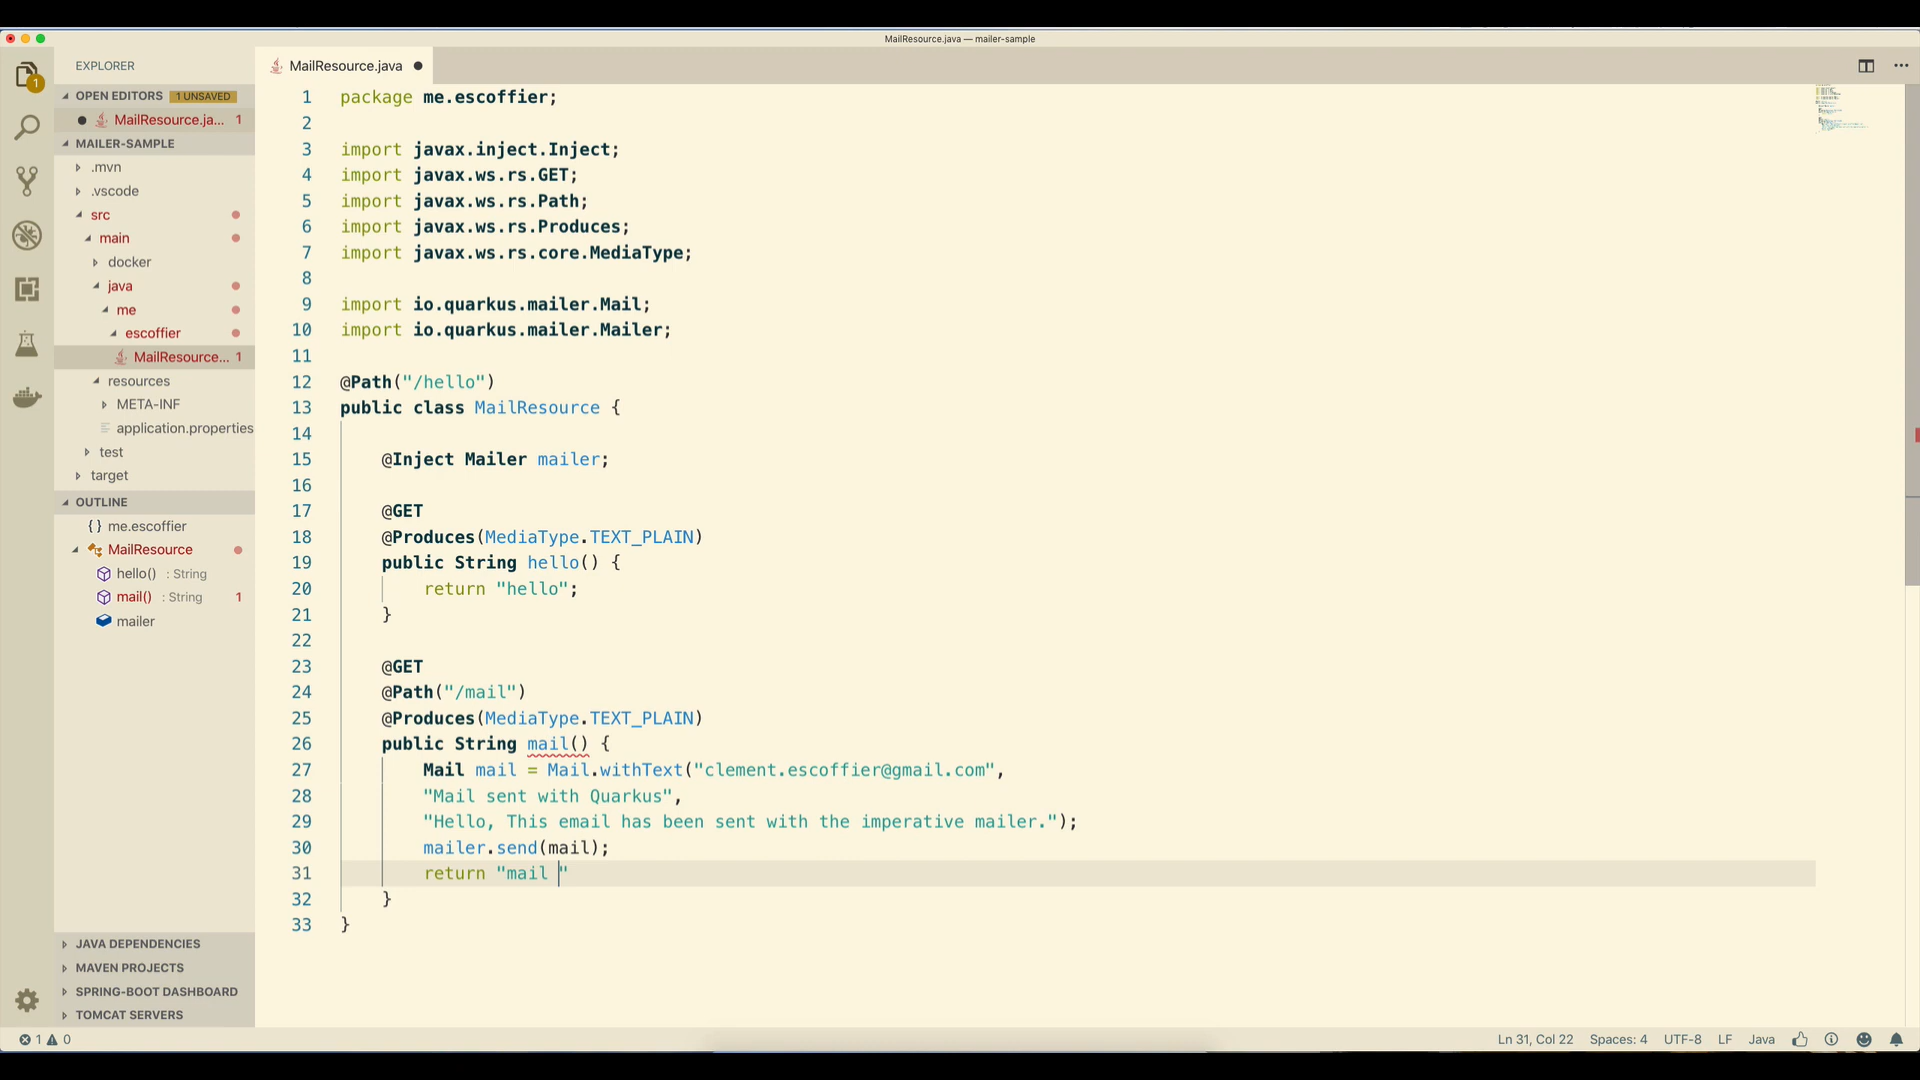 MailResource.java — mailer-sample
EXPLORER
OPEN EDITORS 1 UNSAVED
MailResource.ja... 1
MAILER-SAMPLE
.mvn
.vscode
src
main
docker
java
me
escoffier
MailResource... 1
resources
META-INF
application.properties
test
target
OUTLINE
{} me.escoffier
MailResource
hello() : String
mail() : String 1
mailer
JAVA DEPENDENCIES
MAVEN PROJECTS
SPRING-BOOT DASHBOARD
TOMCAT SERVERS
1
MailResource.java
1 package me.escoffier;
2
3 import javax.inject.Inject;
4 import javax.ws.rs.GET;
5 import javax.ws.rs.Path;
6 import javax.ws.rs.Produces;
7 import javax.ws.rs.core.MediaType;
8
9 import io.quarkus.mailer.Mail;
10 import io.quarkus.mailer.Mailer;
11
12 @Path("/hello")
13 public class MailResource {
14
15 @Inject Mailer mailer;
16
17 @GET
18 @Produces(MediaType.TEXT_PLAIN)
19 public String hello() {
20 return "hello";
21 }
22
23 @GET
24 @Path("/mail")
25 @Produces(MediaType.TEXT_PLAIN)
26 public String mail() {
27 Mail mail = Mail.withText("clement.escoffier@gmail.com",
28 "Mail sent with Quarkus",
29 "Hello, This email has been sent with the imperative mailer.");
30 mailer.send(mail);
31 return "mail "
32 }
33 }
1 0
Ln 31, Col 22 Spaces: 4 UTF-8 LF Java